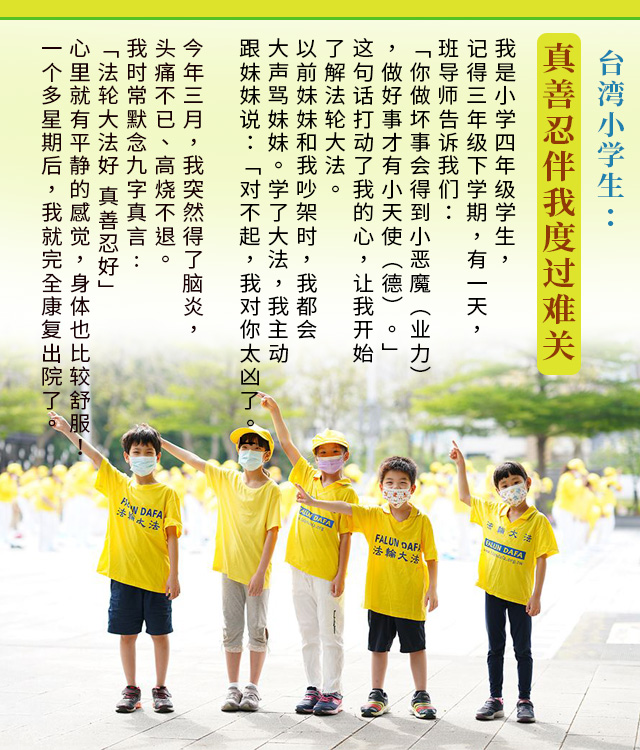 台湾小学生：
真善忍伴我度过难关
我是小学四年级学生，
记得三年级下学期，有一天，
班导师告诉我们：
「你做坏事会得到小恶魔（业力）
，做好事才有小天使（德）。」
这句话打动了我的心，让我开始
了解法轮大法。
以前妹妹和我吵架时，我都会
大声骂妹妹。学了大法，我主动
跟妹妹说：「对不起，我对你太凶了。」
今年三月，我突然得了脑炎，
头痛不已、高烧不退。
我时常默念九字真言：
「法轮大法好 真善忍好」
心里就有平静的感觉，身体也比较舒服！
一个多星期后，我就完全康复出院了。
FALUN DAFA
法輪大法
FALUN DAFA
FALUN DAFA
法輪大法
法輪大法
FALUN DAFA